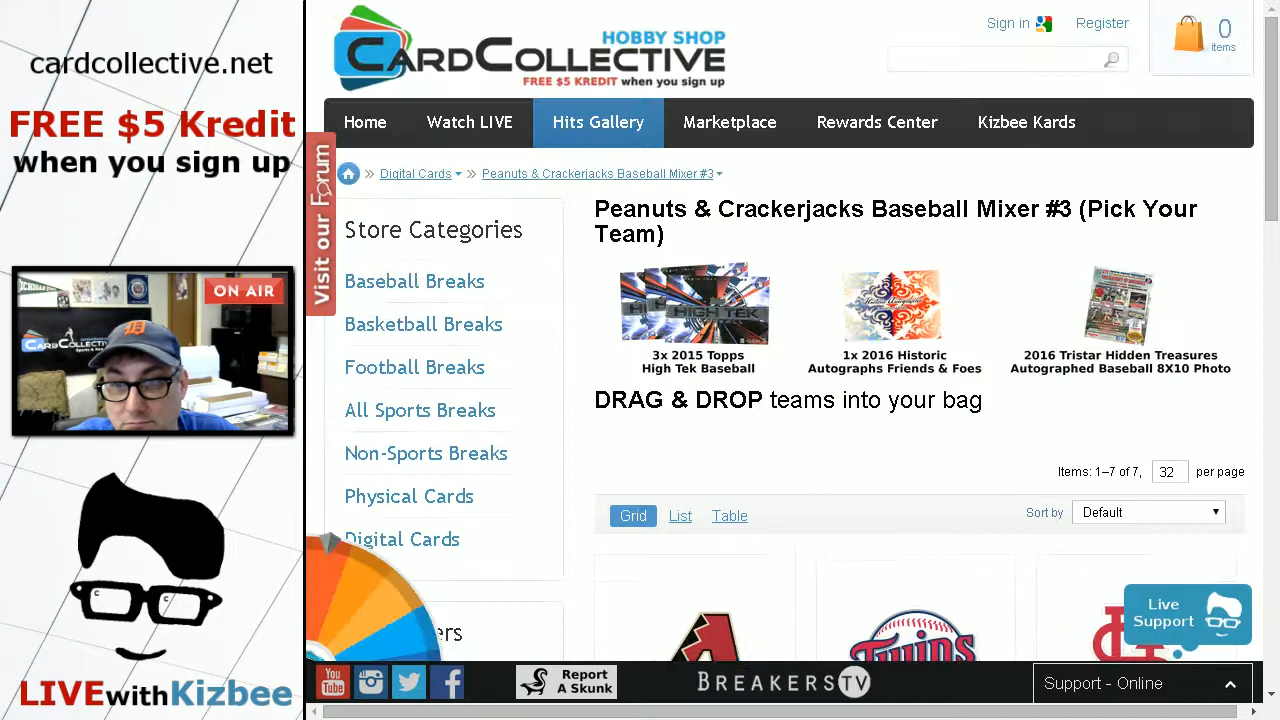 cardcollective.net
FREE $5 Kredit
when you sign up
ON AIR
CARDCOLLECTIVE
LIVEwithKizbee
HOBBY SHOP
CARDCOLLECTIVE
FREE $5 KREDIT when you sign up
Sign in
Register
0
items
Home
Watch LIVE
Hits Gallery
Marketplace
Rewards Center
Kizbee Kards
Visit our Forum
» Digital Cards » Peanuts & Crackerjacks Baseball Mixer #3
Store Categories
Baseball Breaks
Basketball Breaks
Football Breaks
All Sports Breaks
Non-Sports Breaks
Physical Cards
Digital Cards
ers
Peanuts & Crackerjacks Baseball Mixer #3 (Pick Your
Team)
HIGH TEK
3x 2015 Topps
High Tek Baseball
1x 2016 Historic
Autographs Friends & Foes
2016 Tristar Hidden Treasures
Autographed Baseball 8X10 Photo
DRAG & DROP teams into your bag
Items: 1–7 of 7, 32 per page
Grid
List
Table
Sort by
Default
Twins
Live
Support
You
Tube
Report
A Skunk
BREAKERSTV
Support - Online